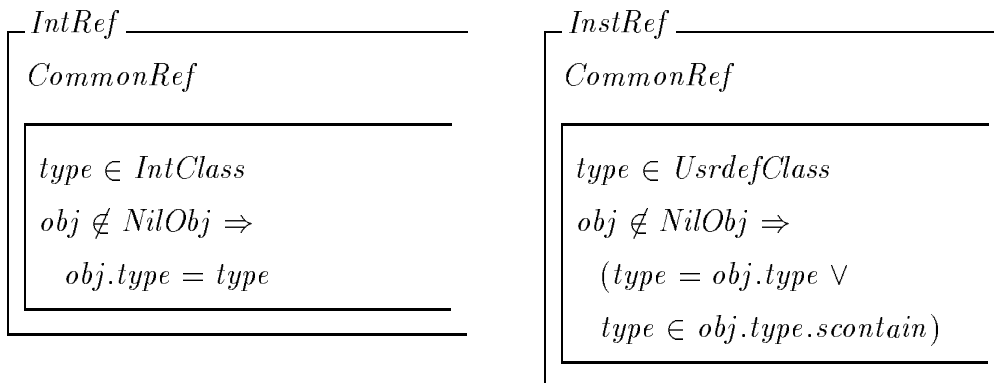 IntRef
CommonRef
type ∈ IntClass
obj ∉ NilObj ⇒
obj.type = type
InstRef
CommonRef
type ∈ UsrdefClass
obj ∉ NilObj ⇒
(type = obj.type ∨
type ∈ obj.type.scontain)